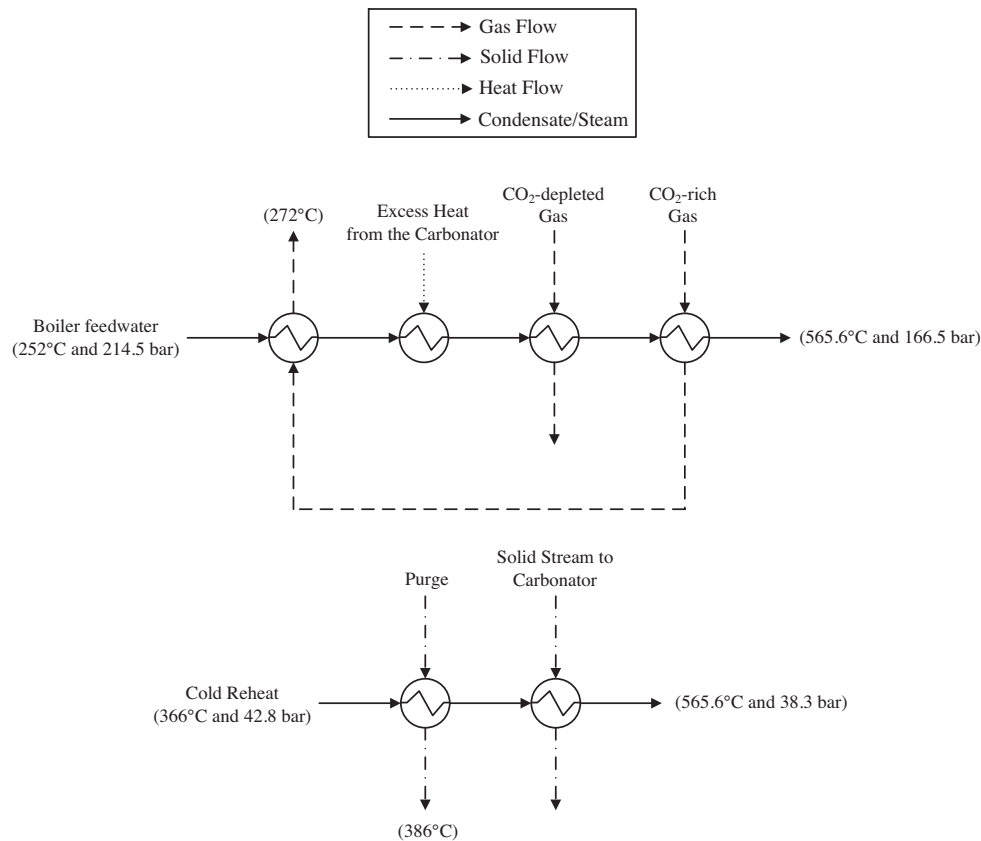 Gas Flow
Solid Flow
Heat Flow
Condensate/Steam
CO₂-depleted
Gas
CO₂-rich
Gas
(272°C)
Excess Heat
from the Carbonator
Boiler feedwater
(252°C and 214.5 bar)
(565.6°C and 166.5 bar)
Solid Stream to
Carbonator
Purge
Cold Reheat
(366°C and 42.8 bar)
(565.6°C and 38.3 bar)
(386°C)